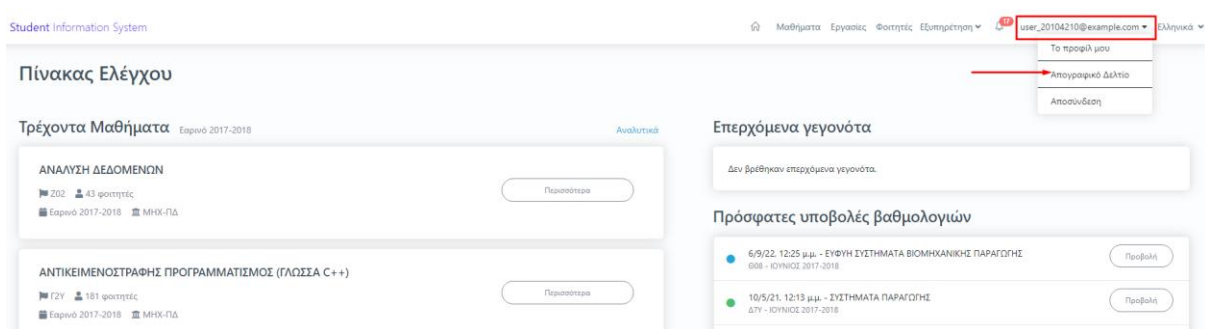 Student Information System
Μαθήματα Εργασίες Φοιτητές Εξυπηρέτηση 17 user_20104210@example.com Ελληνικά
Το προφίλ μου
Απογραφικό Δελτίο
Αποσύνδεση
Πίνακας Ελέγχου
Τρέχοντα Μαθήματα Εαρινό 2017-2018 Αναλυτικά
ΑΝΑΛΥΣΗ ΔΕΔΟΜΕΝΩΝ
Ζ02 43 φοιτητές
Περισσότερα
Εαρινό 2017-2018 ΜΗΧ-ΠΔ
ΑΝΤΙΚΕΙΜΕΝΟΣΤΡΑΦΗΣ ΠΡΟΓΡΑΜΜΑΤΙΣΜΟΣ (ΓΛΩΣΣΑ C++)
Γ2Υ 181 φοιτητές
Περισσότερα
Εαρινό 2017-2018 ΜΗΧ-ΠΔ
Επερχόμενα γεγονότα
Δεν βρέθηκαν επερχόμενα γεγονότα.
Πρόσφατες υποβολές βαθμολογιών
6/9/22. 12:25 μ.μ. - ΕΥΦΥΗ ΣΥΣΤΗΜΑΤΑ ΒΙΟΜΗΧΑΝΙΚΗΣ ΠΑΡΑΓΩΓΗΣ
Θ08 - ΙΟΥΝΙΟΣ 2017-2018
Προβολή
10/5/21. 12:13 μ.μ. - ΣΥΣΤΗΜΑΤΑ ΠΑΡΑΓΩΓΗΣ
Δ7Υ - ΙΟΥΝΙΟΣ 2017-2018
Προβολή